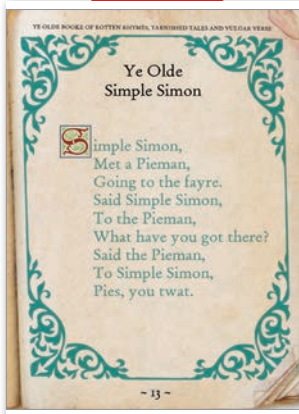 YE OLDE BOOKE OF ROTTEN RHYMES, TARNISHED TALES AND VULGAR VERSE
Ye Olde
Simple Simon
Simple Simon,
Met a Pieman,
Going to the fayre.
Said Simple Simon,
To the Pieman,
What have you got there?
Said the Pieman,
To Simple Simon,
Pies, you twat.
~ 13 ~